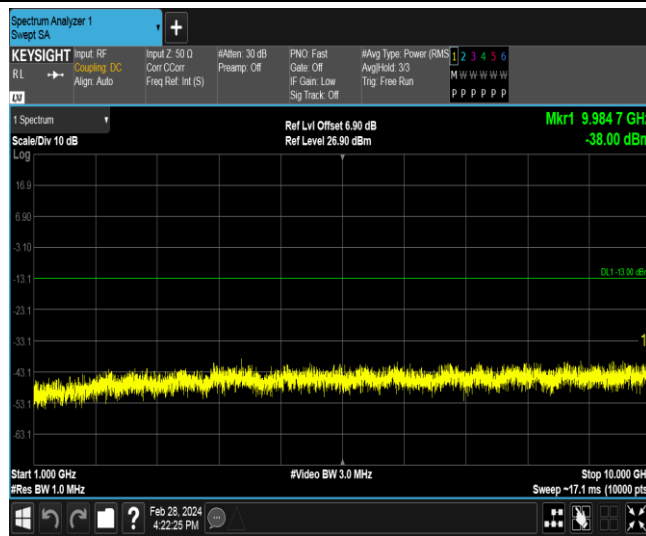 Spectrum Analyzer 1
Swept SA
+
KEYSIGHT
RL
LXI
Input: RF
Coupling: DC
Align: Auto
Input Z: 50 Ω
Corr CCorr
Freq Ref: Int (S)
#Atten: 30 dB
Preamp: Off
PNO: Fast
Gate: Off
IF Gain: Low
Sig Track: Off
#Avg Type: Power (RMS
Avg|Hold: 3/3
Trig: Free Run
1 2 3 4 5 6
M W W W W W
P P P P P P
1 Spectrum
Scale/Div 10 dB
Log
Ref Lvl Offset 6.90 dB
Ref Level 26.90 dBm
Mkr1 9.984 7 GH
-38.00 dBm
16.9
6.90
-3.10
-13.1
DL1 -13.00 dBm
-23.1
-33.1
1
-43.1
-53.1
-63.1
Start 1.000 GHz
#Res BW 1.0 MHz
#Video BW 3.0 MHz
Stop 10.000 GH
Sweep ~17.1 ms (10000 pts
?
Feb 28, 2024
4:22:25 PM